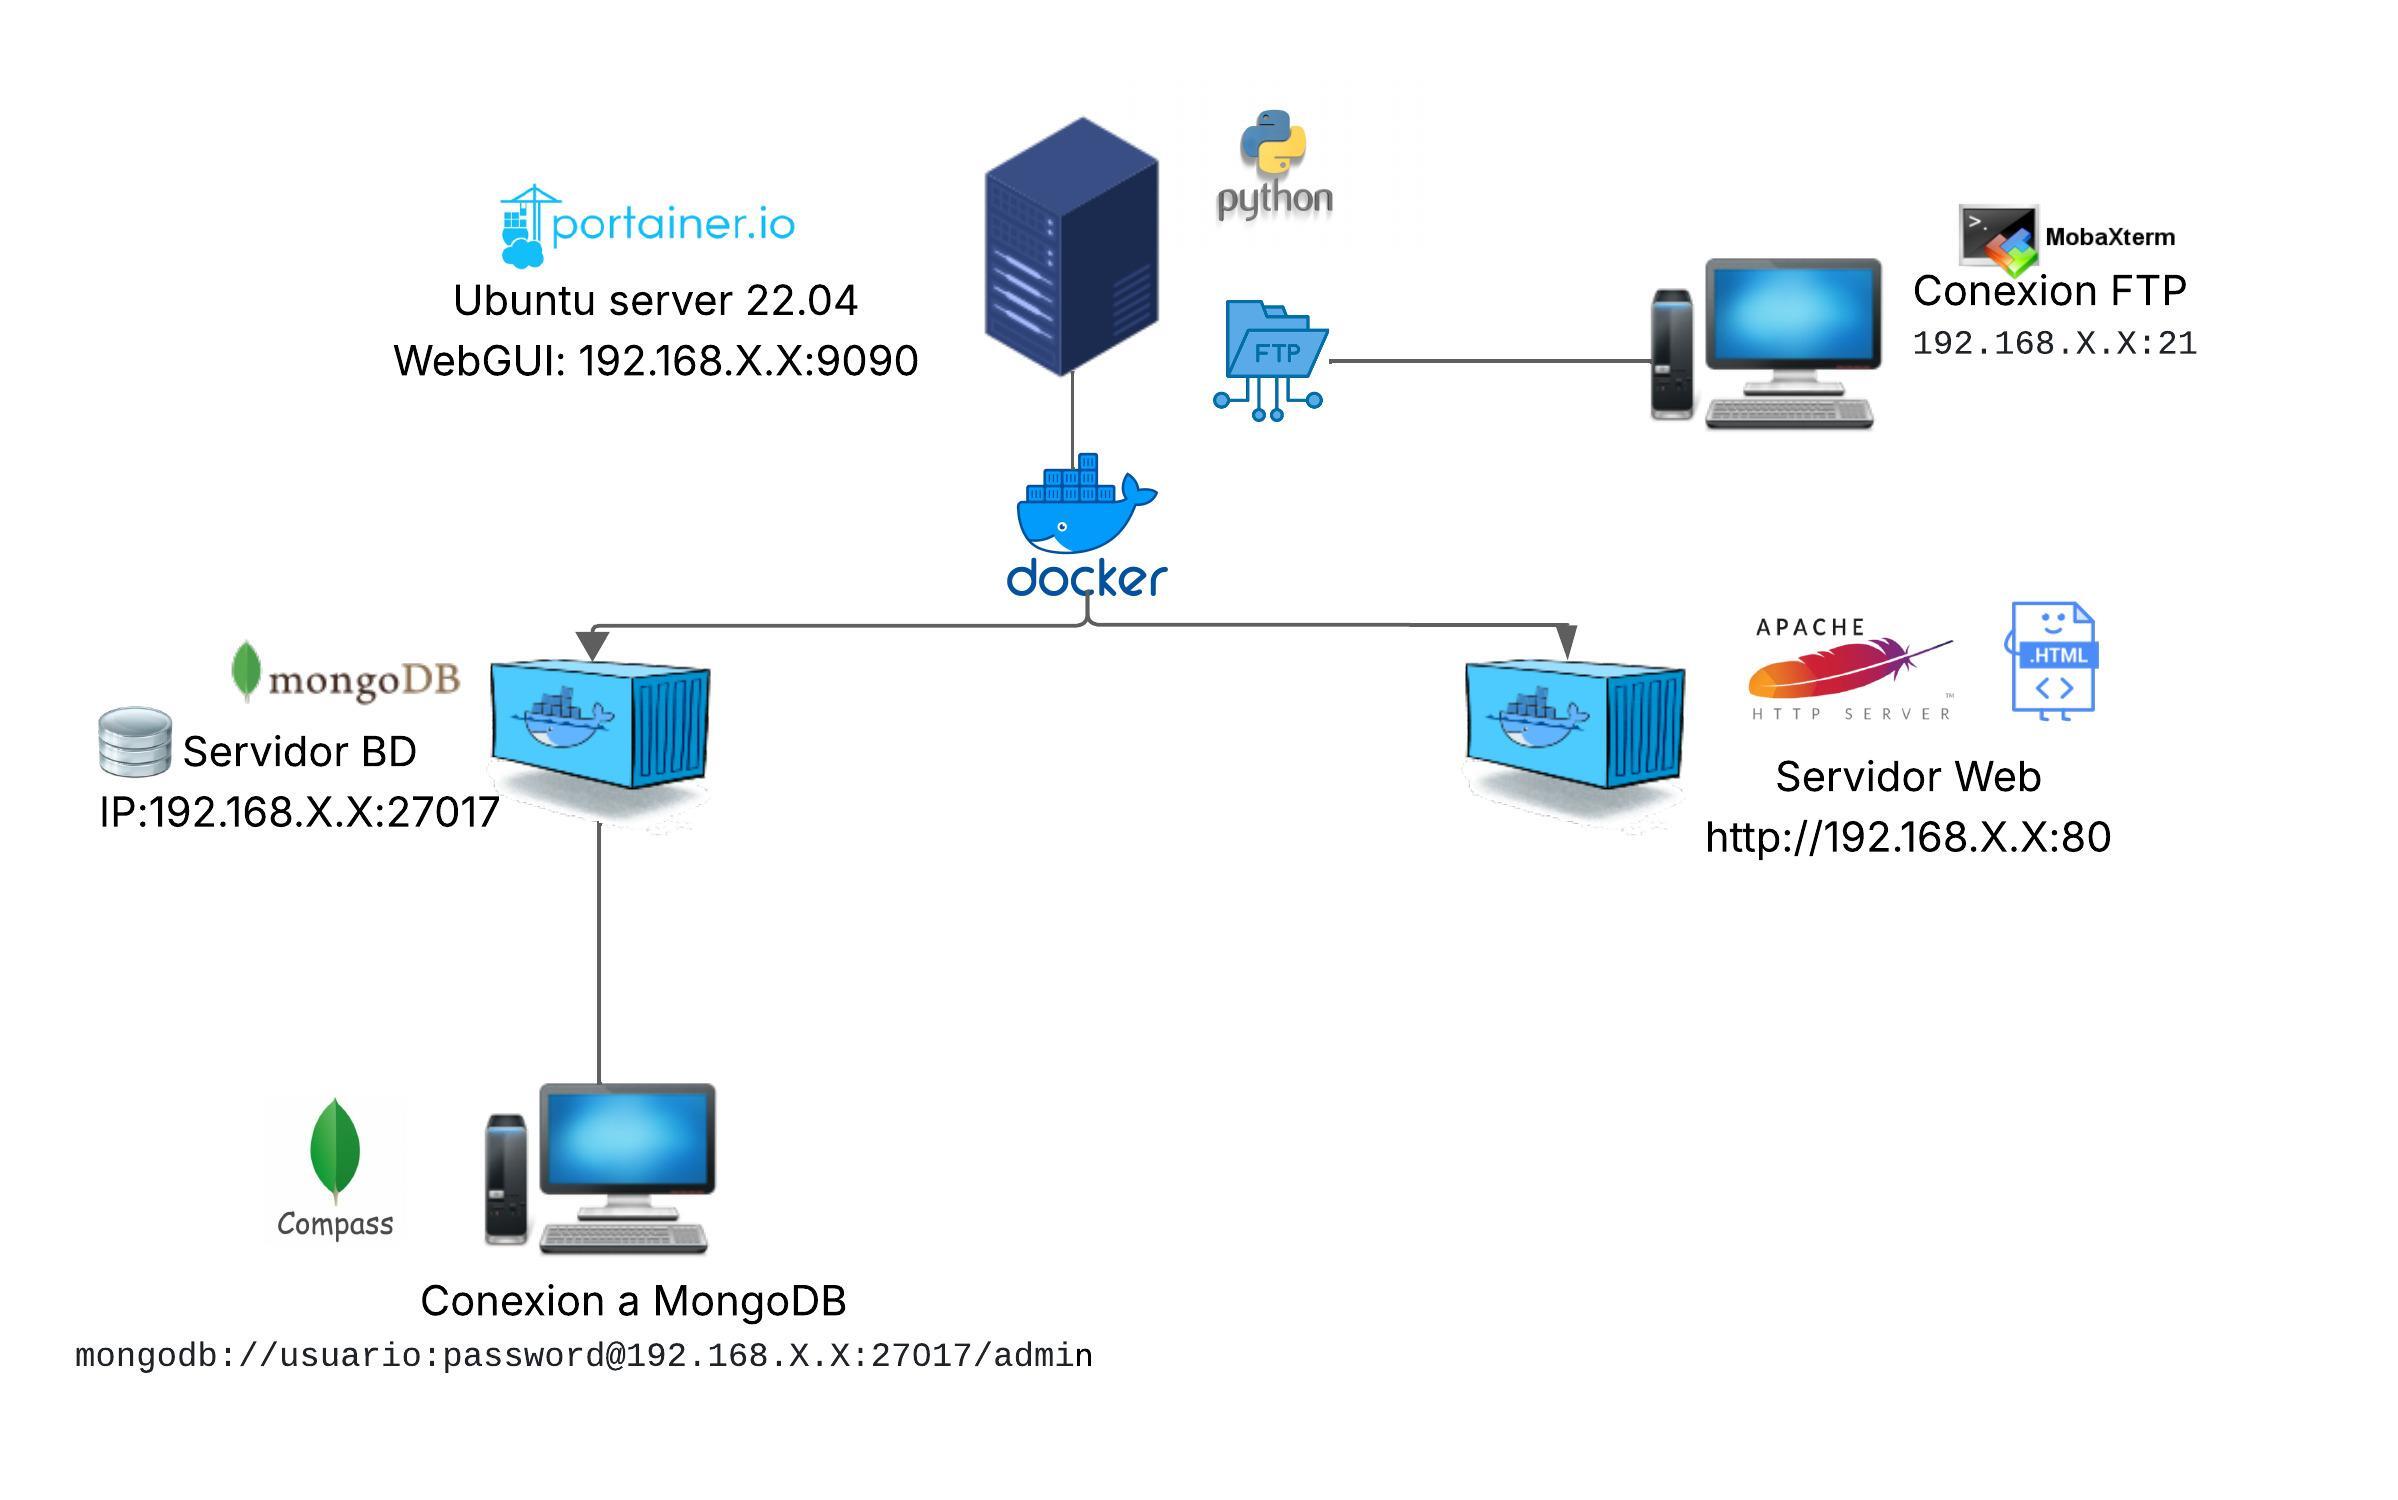 python
portainer.io
Ubuntu server 22.04
WebGUI: 192.168.X.X:9090
>.
MobaXterm
Conexion FTP
192.168.X.X:21
FTP
docker
mongoDB
Servidor BD
IP:192.168.X.X:27017
APACHE
HTTP SERVER
TM
.HTML
< >
Servidor Web
http://192.168.X.X:80
Compass
Conexion a MongoDB
mongodb://usuario:password@192.168.X.X:27017/admin